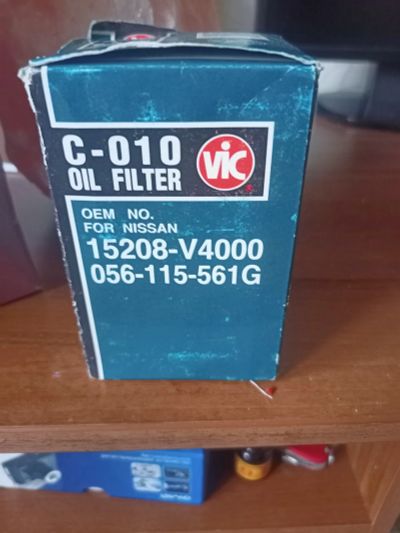 C-010
OIL FILTER
VIC
OEM NO.
FOR NISSAN
15208-V4000
056-115-561G